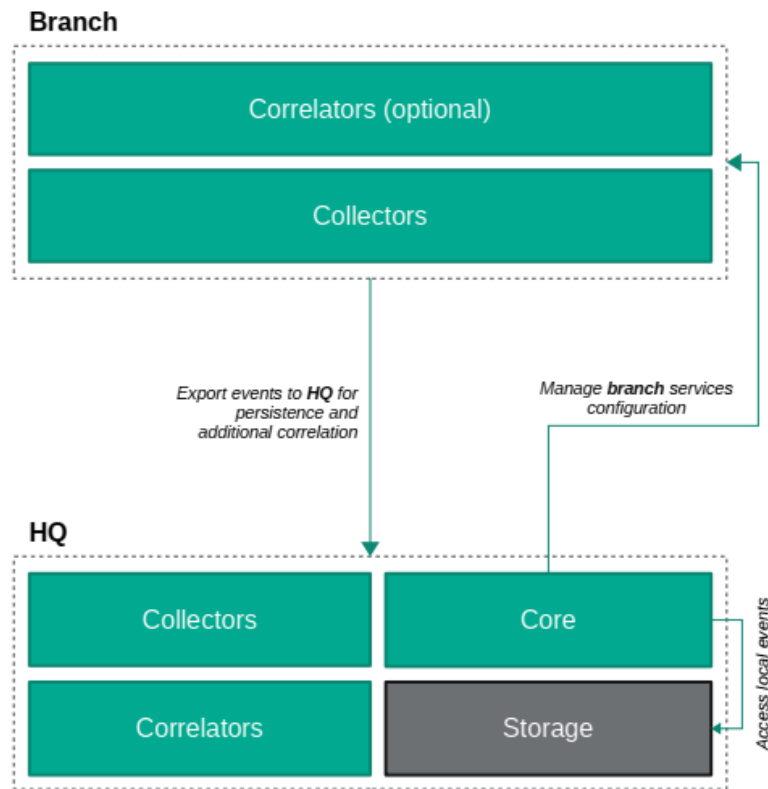 Branch
Correlators (optional)
Collectors
Export events to HQ for
persistence and
additional correlation
Manage branch services
configuration
HQ
Collectors
Core
Correlators
Storage
Access local events